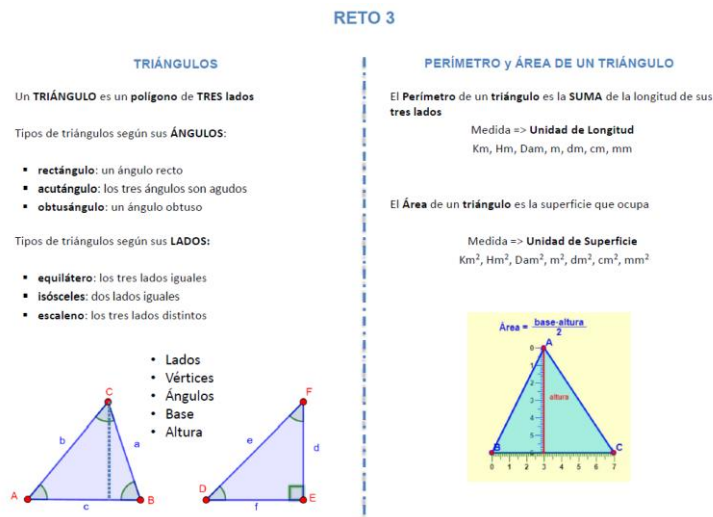 RETO 3
TRIÁNGULOS
Un TRIÁNGULO es un polígono de TRES lados
Tipos de triángulos según sus ÁNGULOS:
▪ rectángulo: un ángulo recto
▪ acutángulo: los tres ángulos son agudos
▪ obtusángulo: un ángulo obtuso
Tipos de triángulos según sus LADOS:
▪ equilátero: los tres lados iguales
▪ isósceles: dos lados iguales
▪ escaleno: los tres lados distintos
• Lados
• Vértices
• Ángulos
• Base
• Altura
C
b
a
A
c
B
F
e
d
D
f
E
PERÍMETRO y ÁREA DE UN TRIÁNGULO
El Perímetro de un triángulo es la SUMA de la longitud de sus
tres lados
Medida => Unidad de Longitud
Km, Hm, Dam, m, dm, cm, mm
El Área de un triángulo es la superficie que ocupa
Medida => Unidad de Superficie
Km², Hm², Dam², m², dm², cm², mm²
Área = base·altura
2
A
0
1
2
3
4
5
altura
B
C
0 1 2 3 4 5 6 7